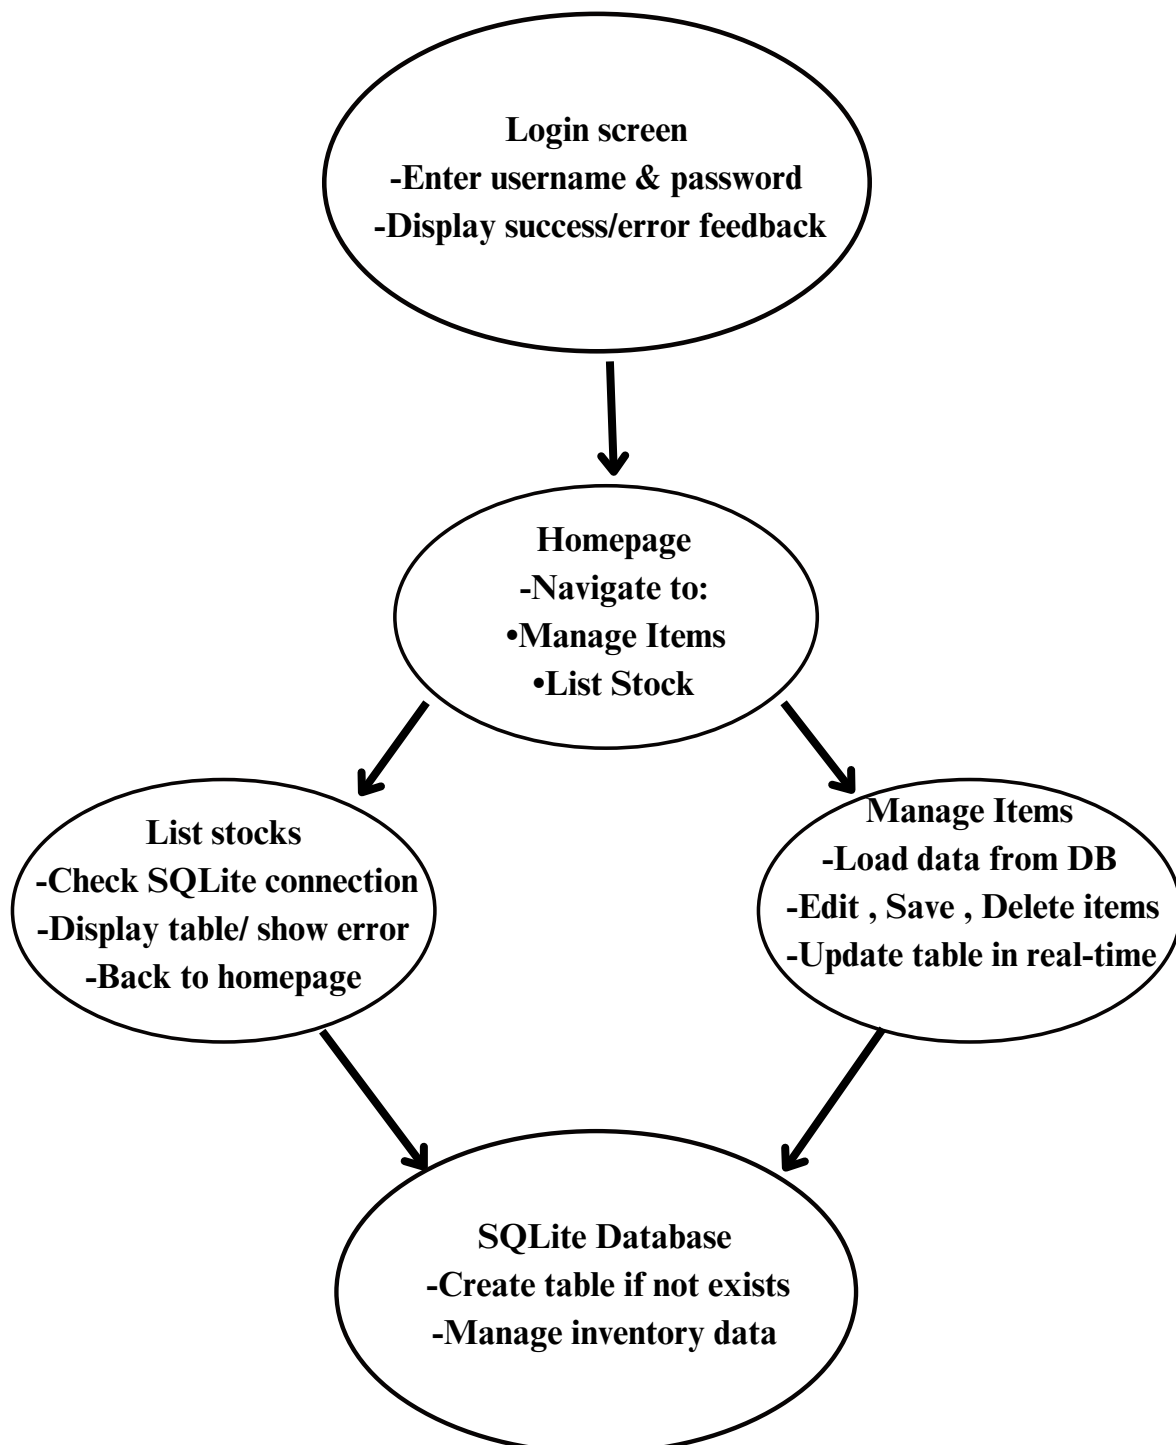 Login screen
-Enter username & password
-Display success/error feedback
Homepage
-Navigate to:
•Manage Items
•List Stock
List stocks
-Check SQLite connection
-Display table/ show error
-Back to homepage
Manage Items
-Load data from DB
-Edit , Save , Delete items
-Update table in real-time
SQLite Database
-Create table if not exists
-Manage inventory data